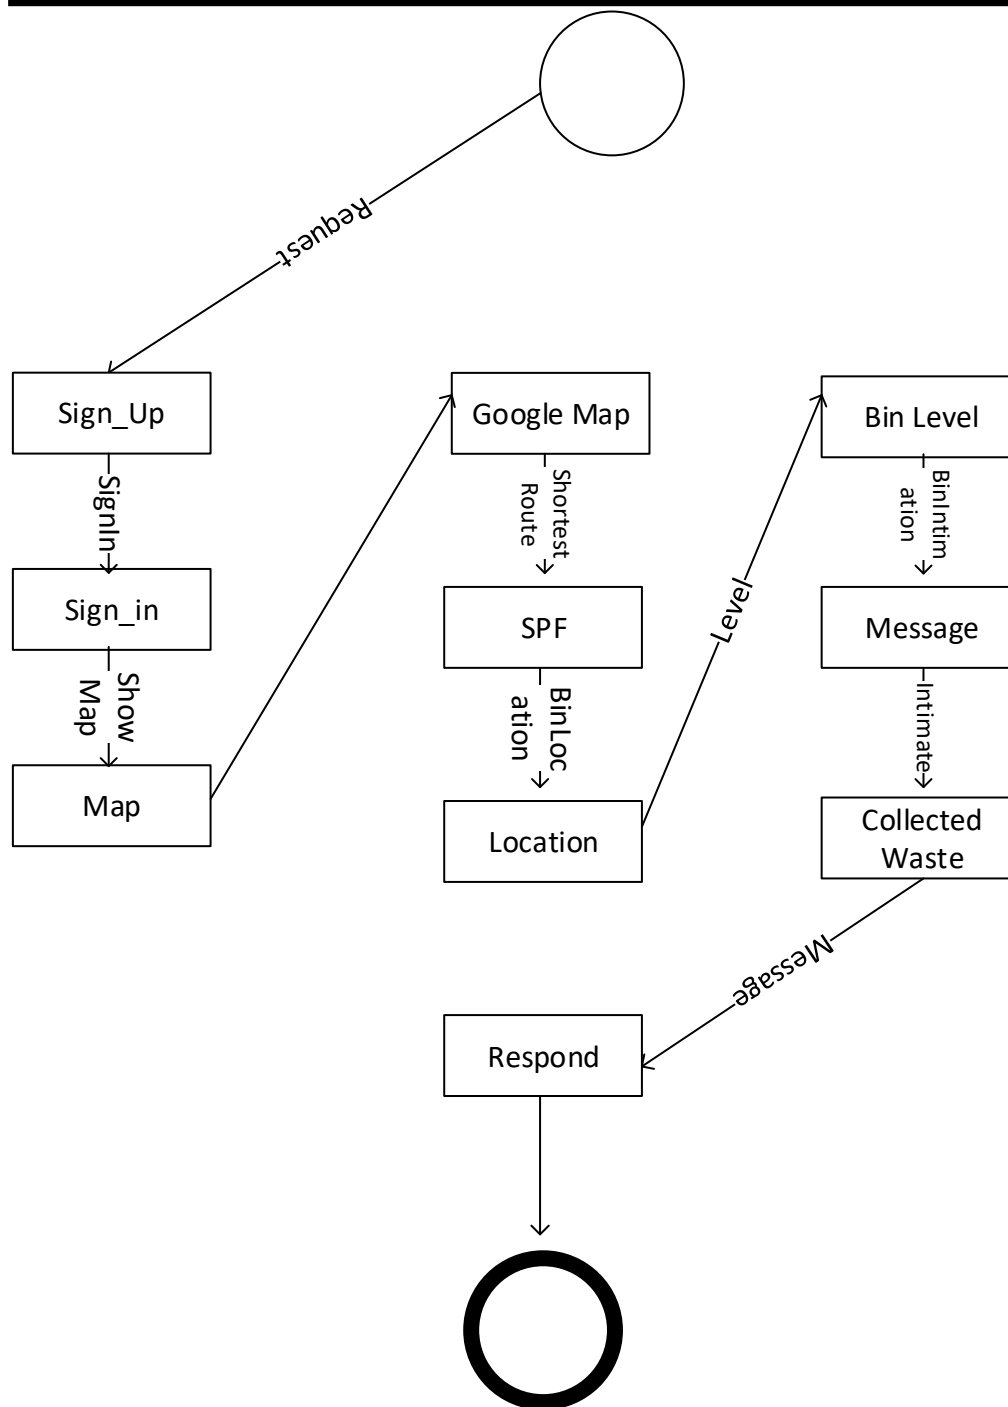 Request
Sign_Up
SignIn
Sign_in
Show
Map
Map
Google Map
Shortest
Route
SPF
BinLoc
ation
Location
Level
Bin Level
BinIntim
ation
Message
Intimate
Collected
Waste
Message
Respond